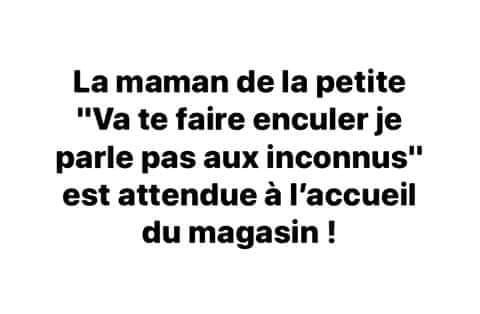 La maman de la petite
"Va te faire enculer je
parle pas aux inconnus"
est attendue à l’accueil
du magasin !